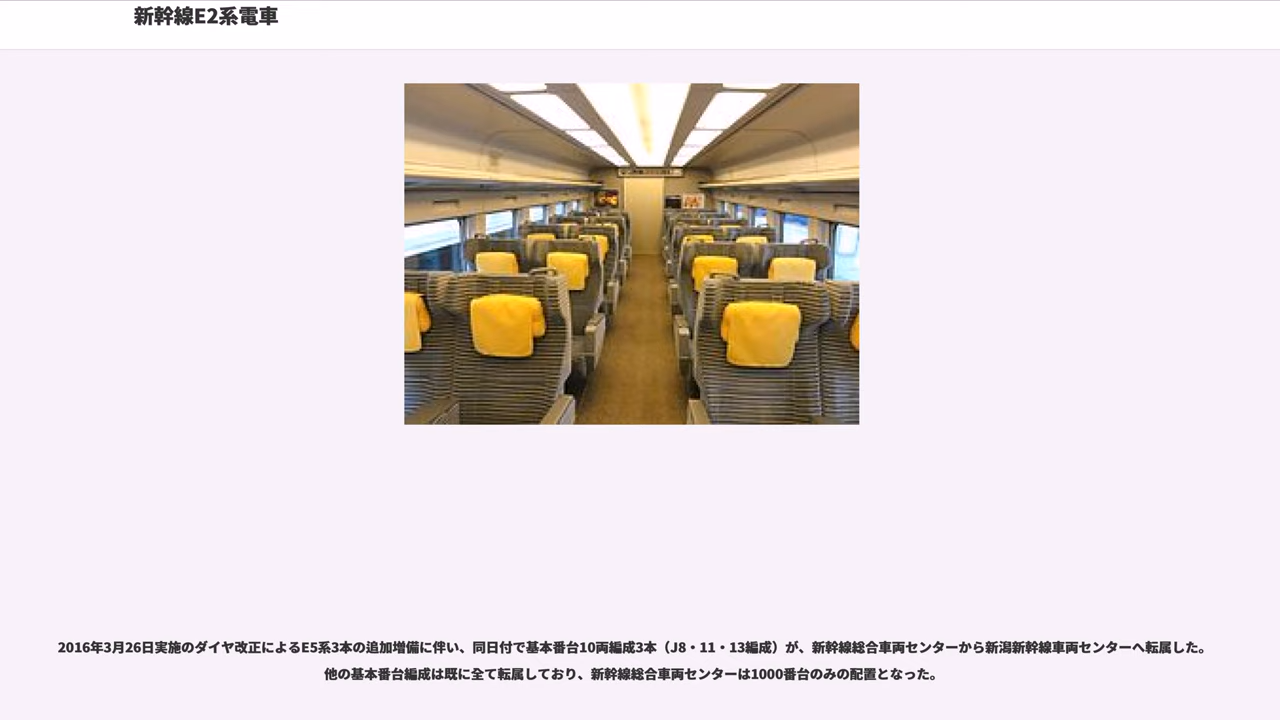 新幹線E2系電車
2016年3月26日実施のダイヤ改正によるE5系3本の追加増備に伴い、同日付で基本番台10両編成3本（J8・11・13編成）が、新幹線総合車両センターから新潟新幹線車両センターへ転属した。
他の基本番台編成は既に全て転属しており、新幹線総合車両センターは1000番台のみの配置となった。